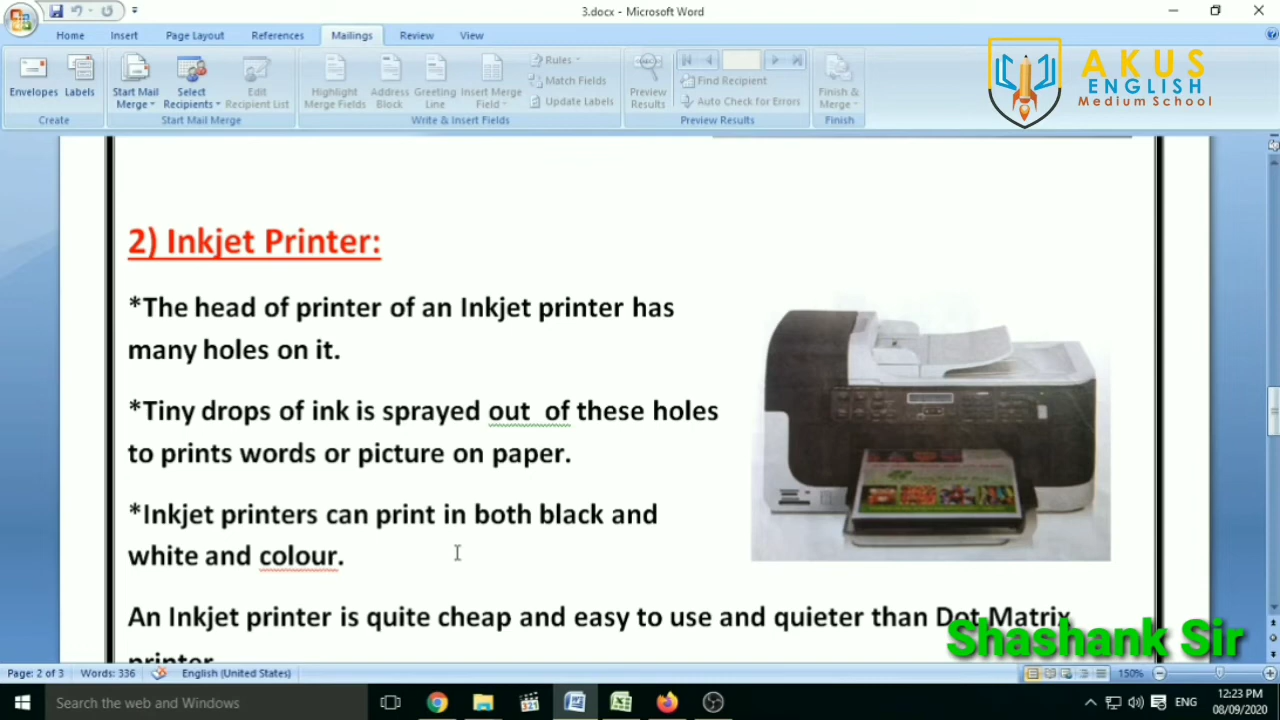 3.docx - Microsoft Word
Home Insert Page Layout References Mailings Review View
Envelopes Labels Start Mail Merge Select Recipients Edit Recipient List Highlight Merge Fields Address Block Greeting Line Insert Merge Field Rules Match Fields Update Labels Preview Results Find Recipient Auto Check for Errors Finish & Merge
Create Start Mail Merge Write & Insert Fields Preview Results Finish
AKUS
ENGLISH
Medium School
2) Inkjet Printer:
*The head of printer of an Inkjet printer has
many holes on it.
*Tiny drops of ink is sprayed out of these holes
to prints words or picture on paper.
*Inkjet printers can print in both black and
white and colour.
An Inkjet printer is quite cheap and easy to use and quieter than Dot Matrix
printer
Shashank Sir
Page: 2 of 3 Words: 336 English (United States) 150%
Search the web and Windows
ENG
12:23 PM
08/09/2020